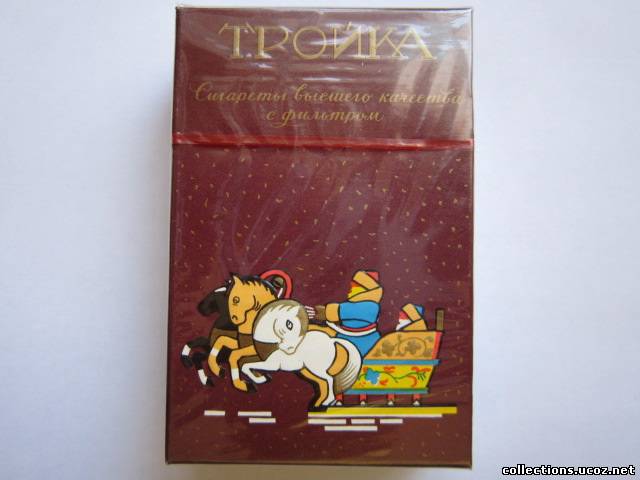 ТРОЙКА
Сигареты высшего качества
с фильтром
collections.ucoz.net